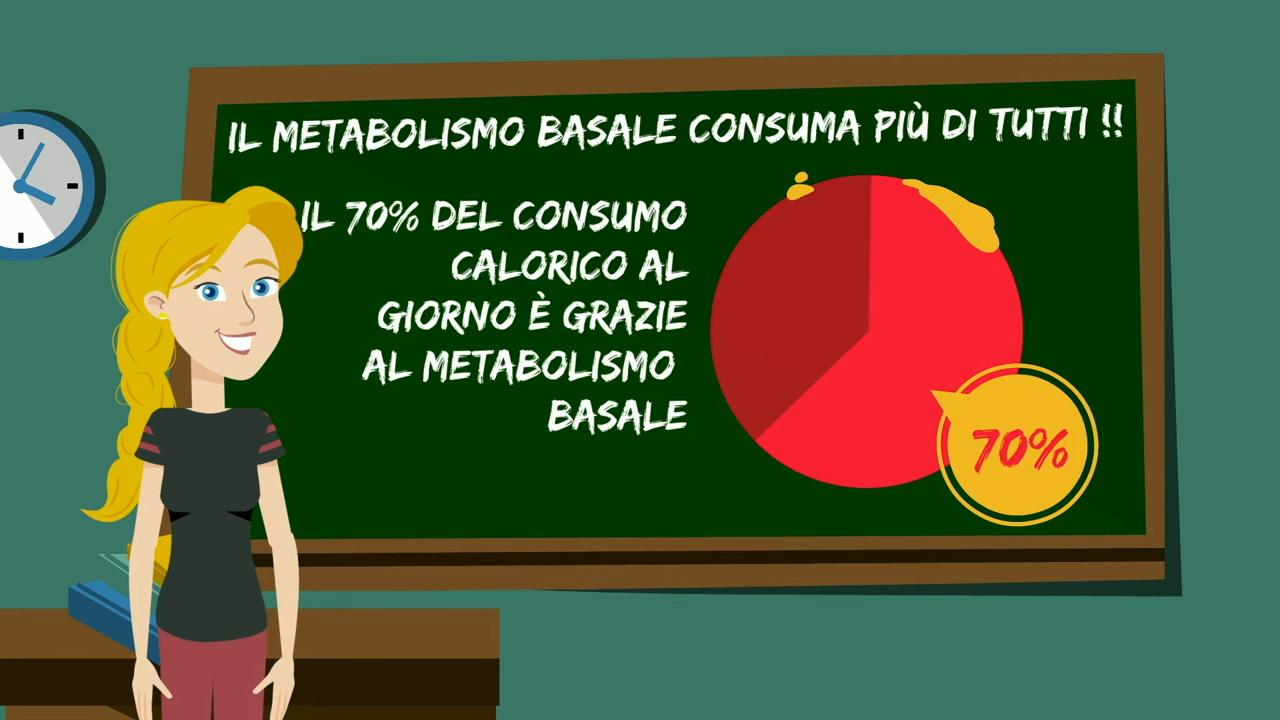 IL METABOLISMO BASALE CONSUMA PIÙ DI TUTTI !!
IL 70% DEL CONSUMO
CALORICO AL
GIORNO È GRAZIE
AL METABOLISMO
BASALE
70%